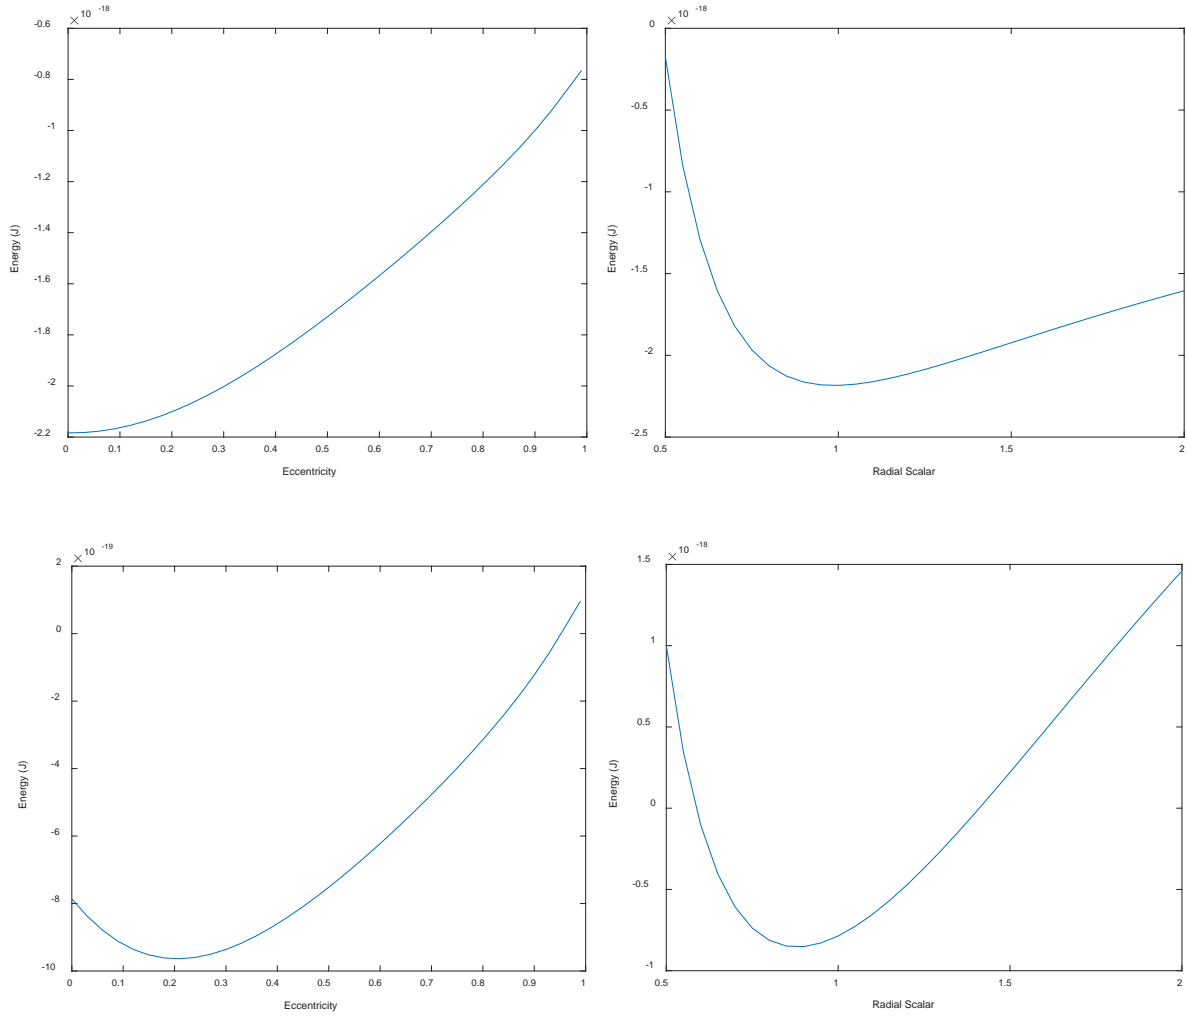 × 10 -18
-0.6
-0.8
-1
-1.2
-1.4
-1.6
-1.8
-2
-2.2
Energy (J)
0 0.1 0.2 0.3 0.4 0.5 0.6 0.7 0.8 0.9 1
Eccentricity
× 10 -18
0
-0.5
-1
-1.5
-2
-2.5
Energy (J)
0.5 1 1.5 2
Radial Scalar
× 10 -19
2
0
-2
-4
-6
-8
-10
Energy (J)
0 0.1 0.2 0.3 0.4 0.5 0.6 0.7 0.8 0.9 1
Eccentricity
× 10 -18
1.5
1
0.5
0
-0.5
-1
Energy (J)
0.5 1 1.5 2
Radial Scalar